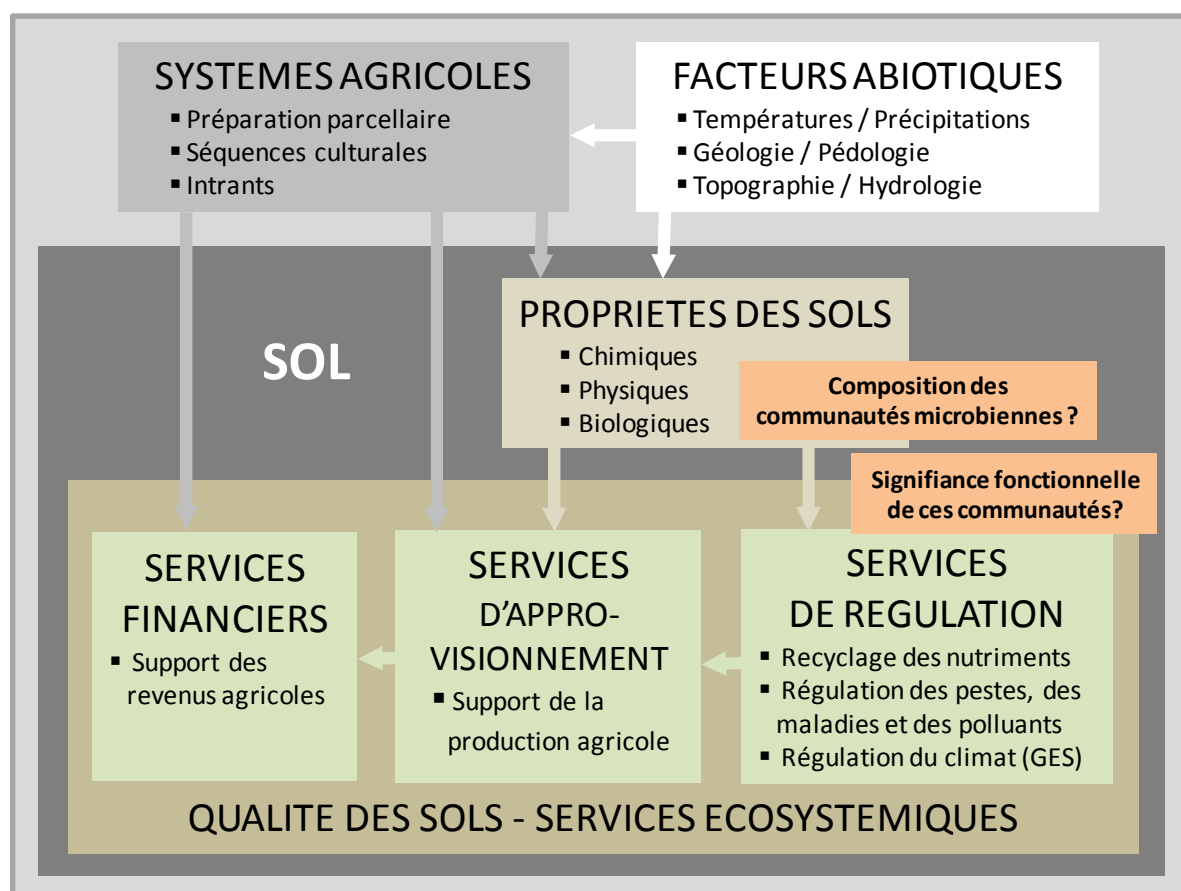 SYSTEMES AGRICOLES
▪ Préparation parcellaire
▪ Séquences culturales
▪ Intrants
FACTEURS ABIOTIQUES
▪ Températures / Précipitations
▪ Géologie / Pédologie
▪ Topographie / Hydrologie
SOL
PROPRIETES DES SOLS
▪ Chimiques
▪ Physiques
▪ Biologiques
Composition des
communautés microbiennes ?
Signifiance fonctionnelle
de ces communautés?
SERVICES
FINANCIERS
▪ Support des
revenus agricoles
SERVICES
D'APPRO-
VISIONNEMENT
▪ Support de la
production agricole
SERVICES
DE REGULATION
▪ Recyclage des nutriments
▪ Régulation des pestes, des
maladies et des polluants
▪ Régulation du climat (GES)
QUALITE DES SOLS - SERVICES ECOSYSTEMIQUES